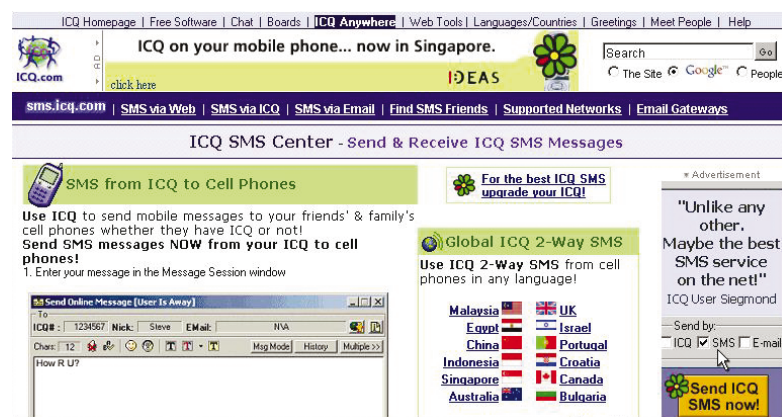 ICQ Homepage | Free Software | Chat | Boards | ICQ Anywhere | Web Tools | Languages/Countries | Greetings | Meet People | Help
ICQ.com
AD
ICQ on your mobile phone... now in Singapore.
click here
IDEAS
Search
Go
The Site Google™ People
sms.icq.com | SMS via Web | SMS via ICQ | SMS via Email | Find SMS Friends | Supported Networks | Email Gateways
ICQ SMS Center - Send & Receive ICQ SMS Messages
SMS from ICQ to Cell Phones
Use ICQ to send mobile messages to your friends' & family's
cell phones whether they have ICQ or not!
Send SMS messages NOW from your ICQ to cell
phones!
1. Enter your message in the Message Session window
Send Online Message [User Is Away]
To
ICQ#: 1234567 Nick: Steve EMail: N\A
Chars: 12 T T T Msg Mode History Multiple >>
How R U?
For the best ICQ SMS
upgrade your ICQ!
Global ICQ 2-Way SMS
Use ICQ 2-Way SMS from cell
phones in any language!
Malaysia UK
Egypt Israel
China Portugal
Indonesia Croatia
Singapore Canada
Australia Bulgaria
Advertisement
"Unlike any
other.
Maybe the best
SMS service
on the net!"
ICQ User Siegmond
Send by:
ICQ SMS E-mail
Send ICQ
SMS now!